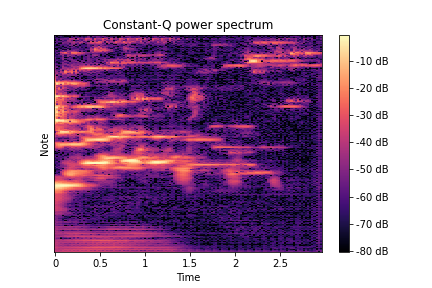 Constant-Q power spectrum
Note
0
0.5
1
1.5
2
2.5
Time
-10 dB
-20 dB
-30 dB
-40 dB
-50 dB
-60 dB
-70 dB
-80 dB